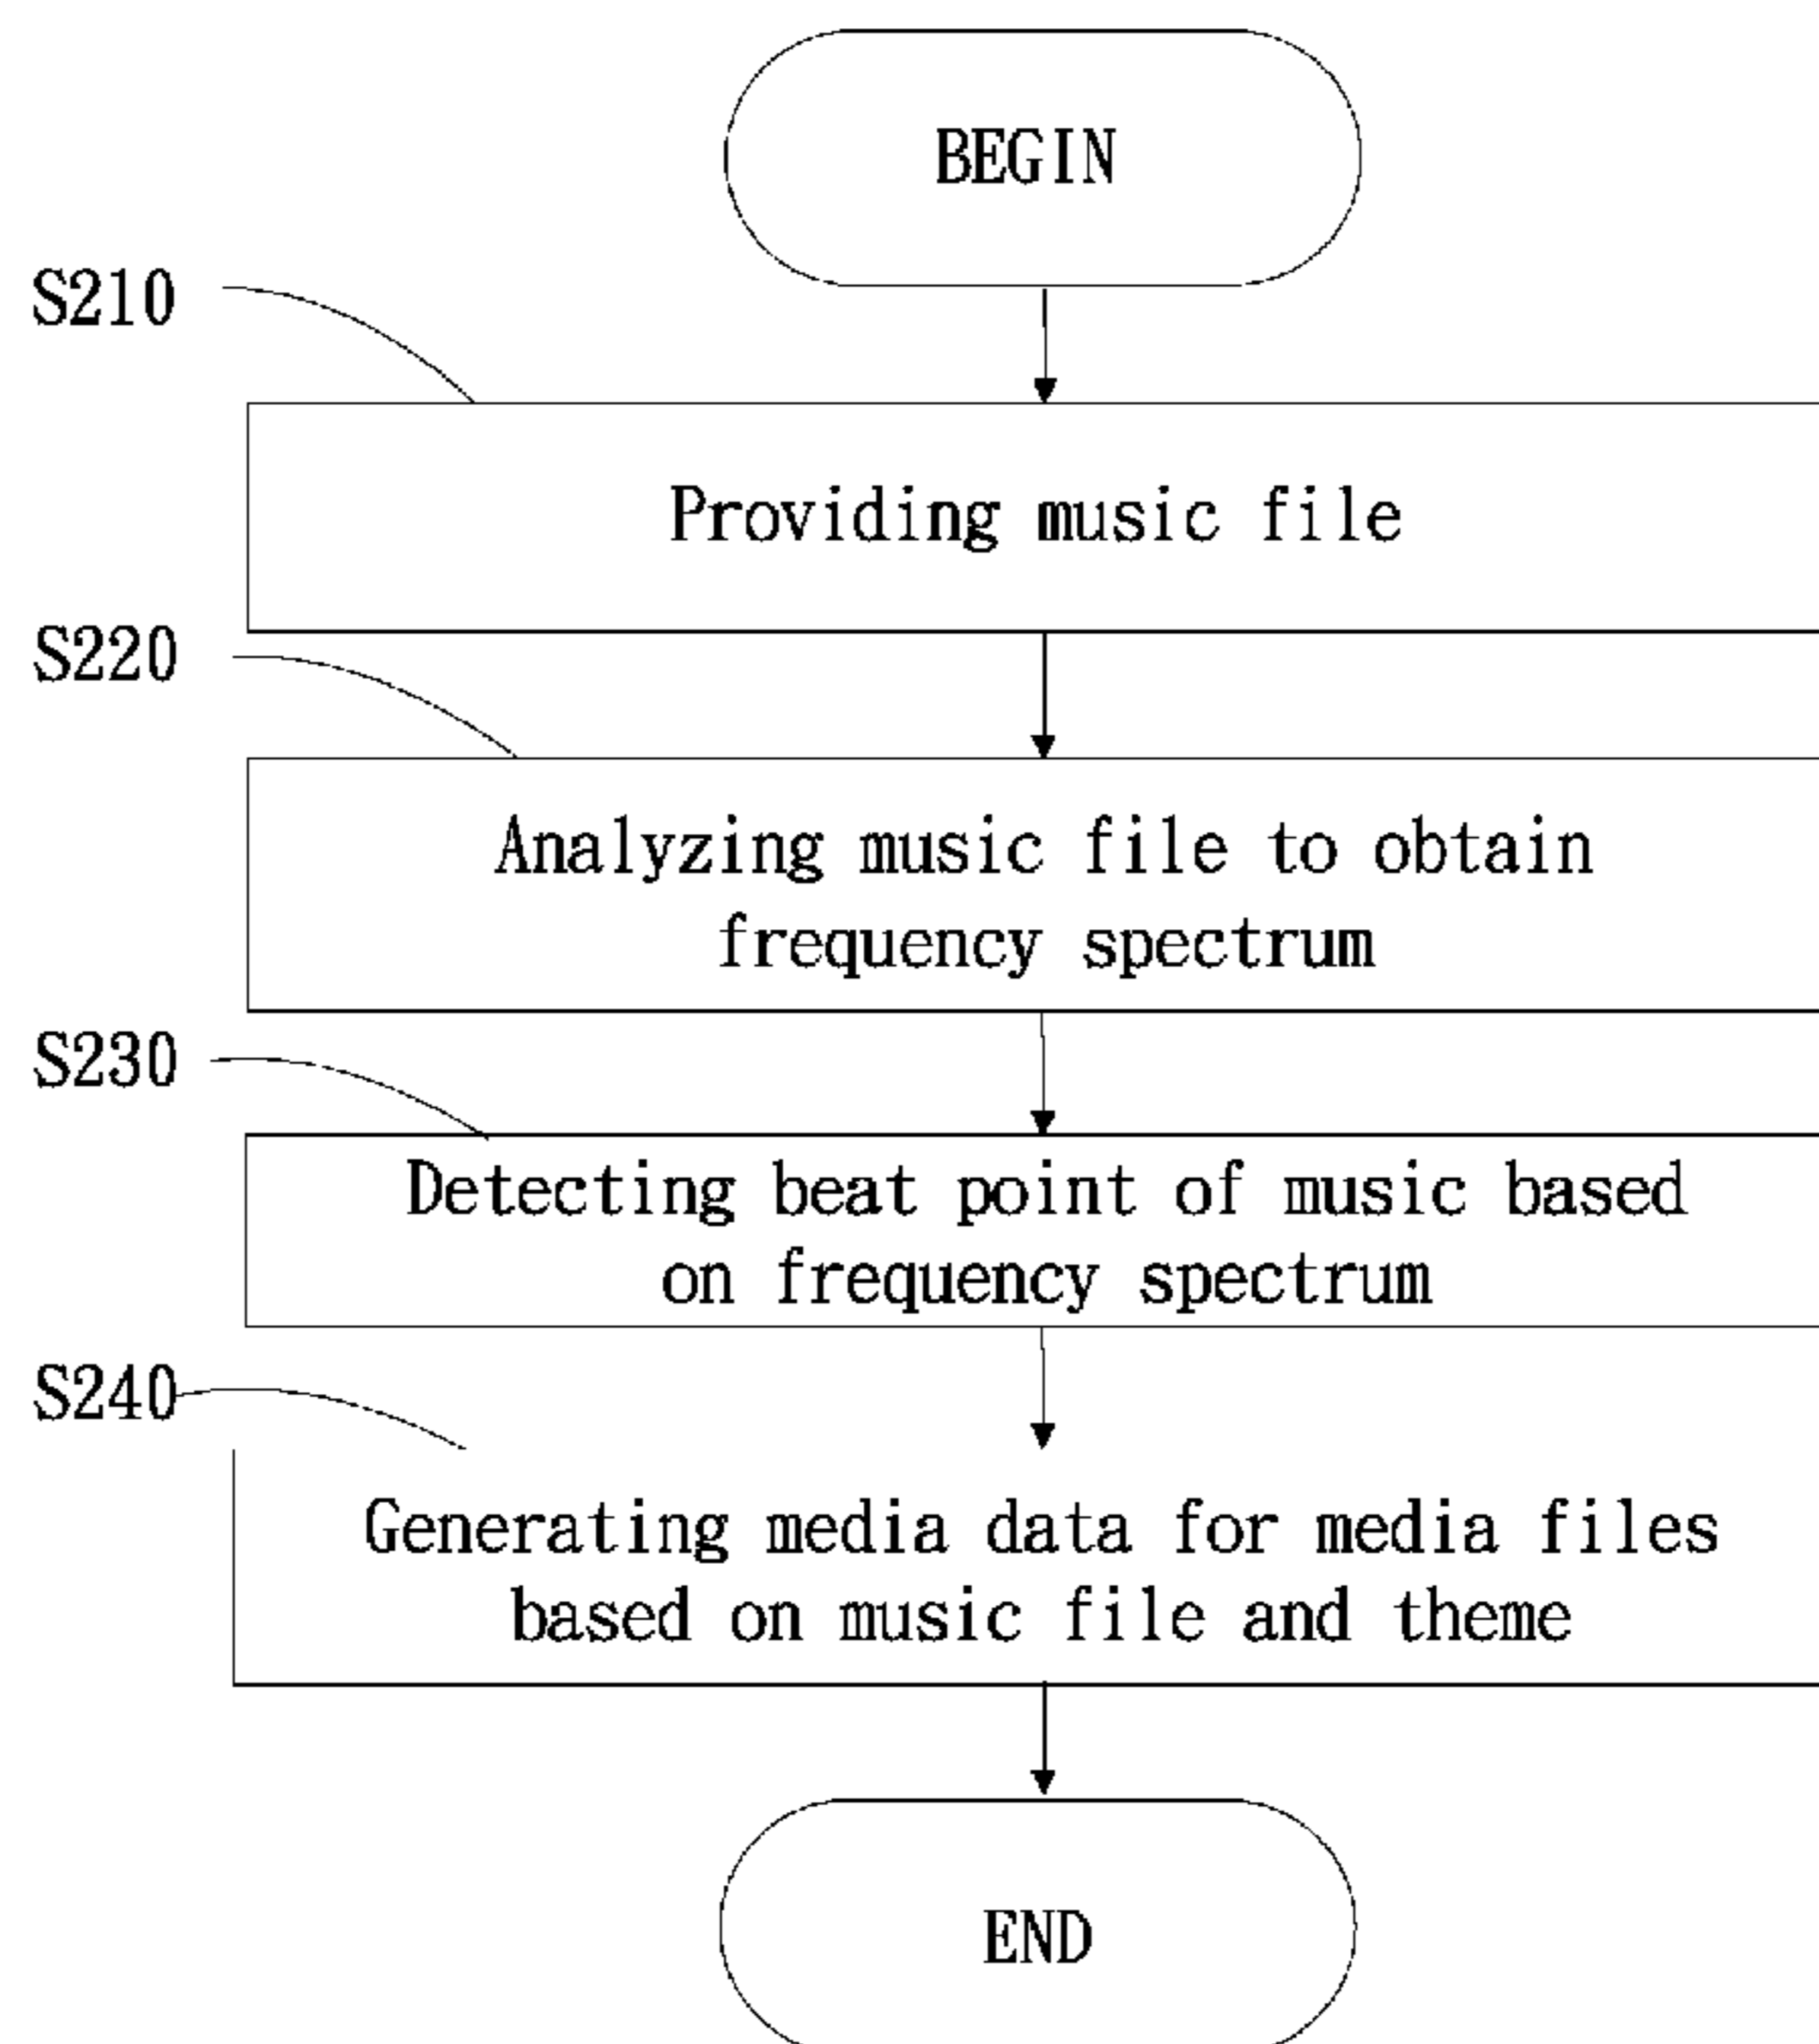 BEGIN
S210
Providing music file
S220
Analyzing music file to obtain
frequency spectrum
S230
Detecting beat point of music based
on frequency spectrum
S240
Generating media data for media files
based on music file and theme
END